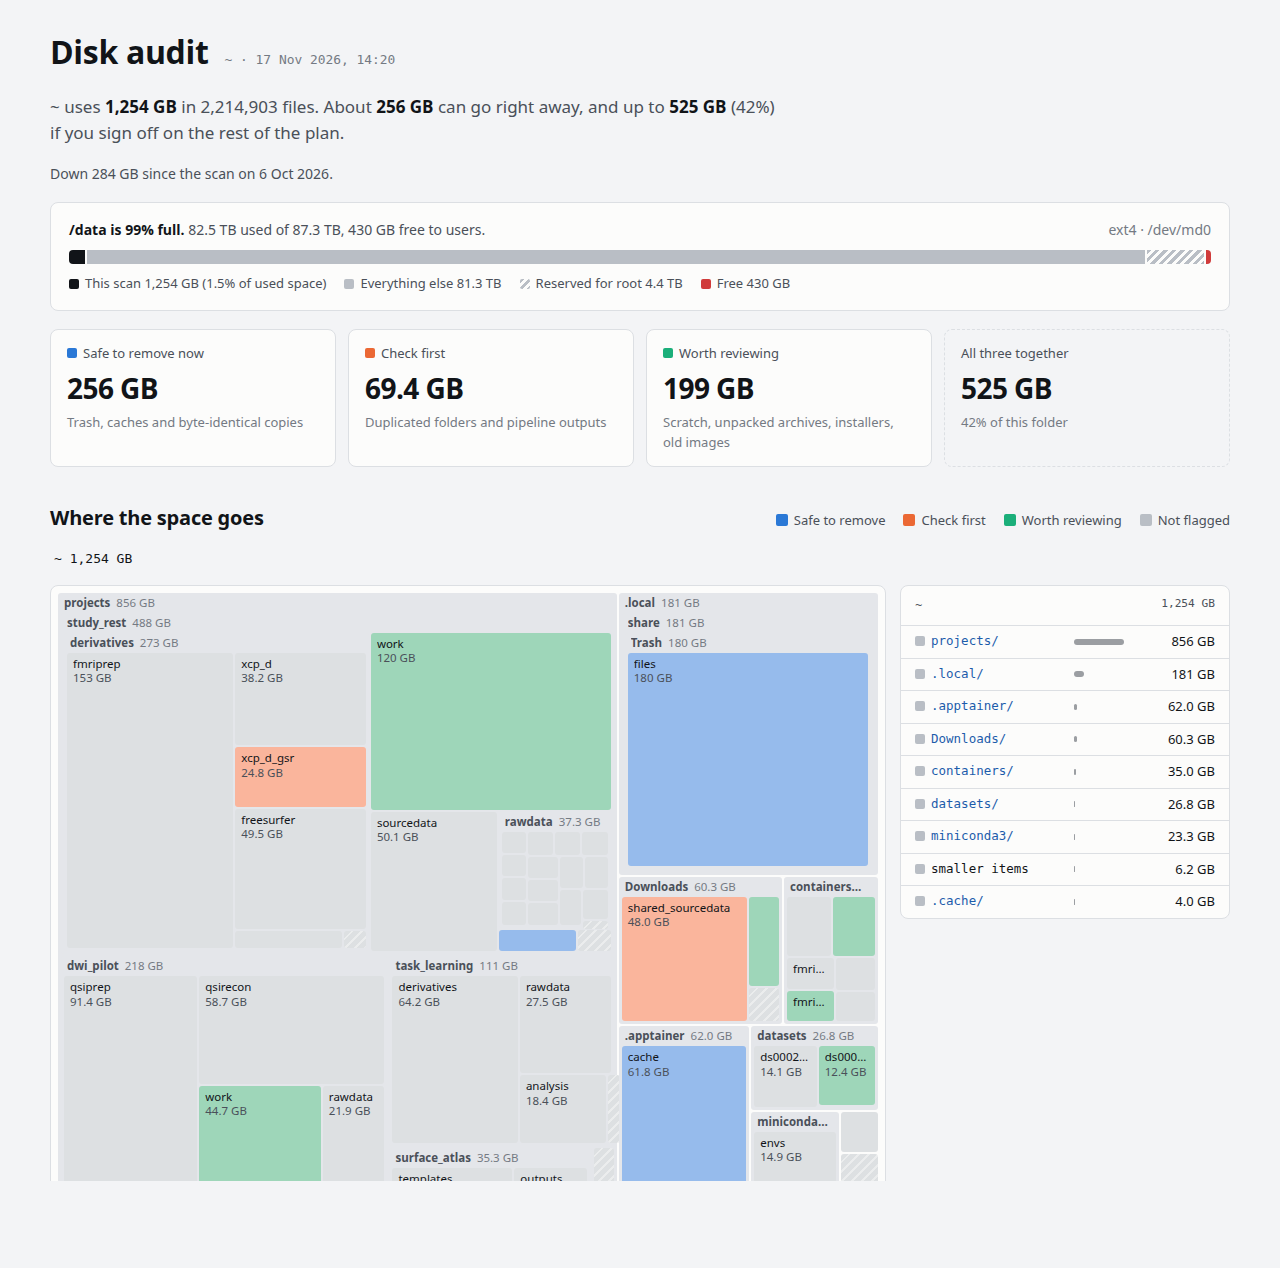 Disk audit ~ · 17 Nov 2026, 14:20
~ uses 1,254 GB in 2,214,903 files. About 256 GB can go right away, and up to 525 GB (42%)
if you sign off on the rest of the plan.
Down 284 GB since the scan on 6 Oct 2026.
/data is 99% full. 82.5 TB used of 87.3 TB, 430 GB free to users.
ext4 · /dev/md0
This scan 1,254 GB (1.5% of used space)
Everything else 81.3 TB
Reserved for root 4.4 TB
Free 430 GB
Safe to remove now
256 GB
Trash, caches and byte-identical copies
Check first
69.4 GB
Duplicated folders and pipeline outputs
Worth reviewing
199 GB
Scratch, unpacked archives, installers,
old images
All three together
525 GB
42% of this folder
Where the space goes
Safe to remove
Check first
Worth reviewing
Not flagged
~ 1,254 GB
projects 856 GB
study_rest 488 GB
derivatives 273 GB
fmriprep
153 GB
xcp_d
38.2 GB
xcp_d_gsr
24.8 GB
freesurfer
49.5 GB
work
120 GB
sourcedata
50.1 GB
rawdata 37.3 GB
dwi_pilot 218 GB
qsiprep
91.4 GB
qsirecon
58.7 GB
work
44.7 GB
rawdata
21.9 GB
task_learning 111 GB
derivatives
64.2 GB
rawdata
27.5 GB
analysis
18.4 GB
surface_atlas 35.3 GB
templates
outputs
.local 181 GB
share 181 GB
Trash 180 GB
files
180 GB
Downloads 60.3 GB
shared_sourcedata
48.0 GB
containers...
fmri...
fmri...
.apptainer 62.0 GB
cache
61.8 GB
datasets 26.8 GB
ds0002...
14.1 GB
ds000...
12.4 GB
miniconda...
envs
14.9 GB
~ 1,254 GB
projects/ 856 GB
.local/ 181 GB
.apptainer/ 62.0 GB
Downloads/ 60.3 GB
containers/ 35.0 GB
datasets/ 26.8 GB
miniconda3/ 23.3 GB
smaller items 6.2 GB
.cache/ 4.0 GB